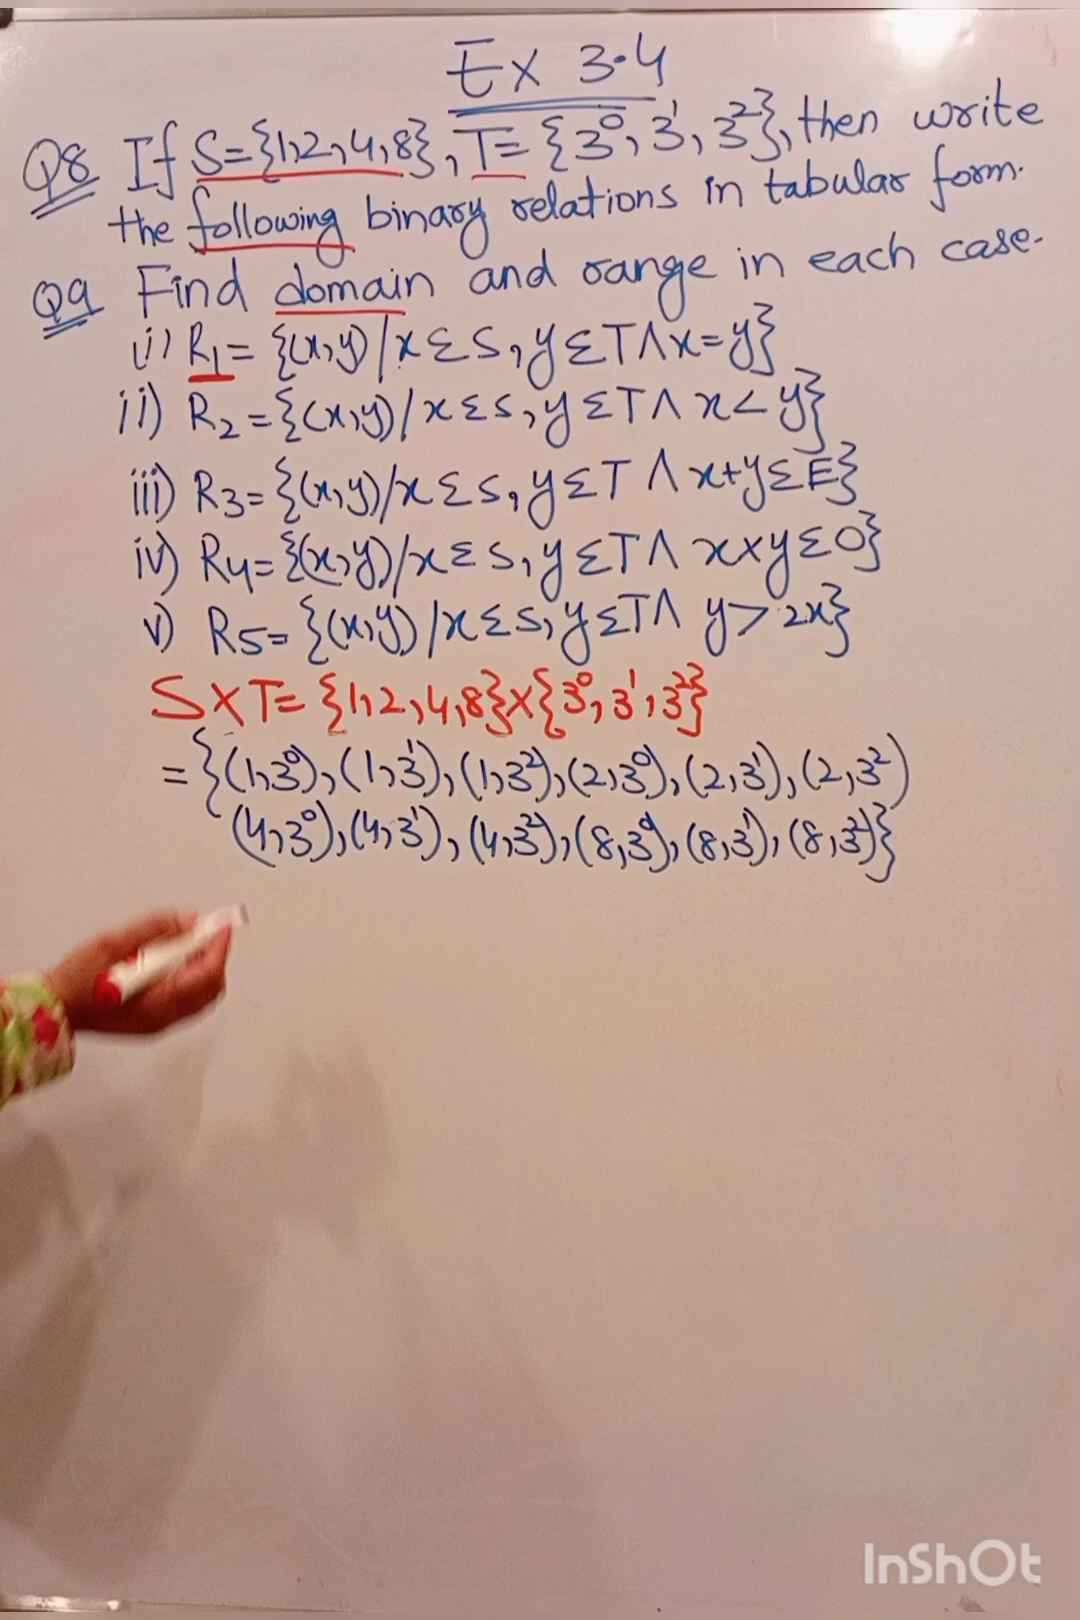 Ex 3.4
Q8 If S={1,2,4,8}, T={3⁰, 3¹, 3²}, then write
the following binary relations in tabular form.
Q9 Find domain and range in each case.
i) R₁={(x,y)/x∈S, y∈T∧x=y}
ii) R₂={(x,y)/x∈S, y∈T∧x<y}
iii) R₃={(x,y)/x∈S, y∈T∧x+y∈E}
iv) R₄={(x,y)/x∈S, y∈T∧x×y∈O}
v) R₅={(x,y)/x∈S, y∈T∧ y>2x}
S×T={1,2,4,8}×{3⁰,3¹,3²}
={(1,3⁰),(1,3¹),(1,3²),(2,3⁰),(2,3¹),(2,3²)
(4,3⁰),(4,3¹),(4,3²),(8,3⁰),(8,3¹),(8,3²)}
InShOt